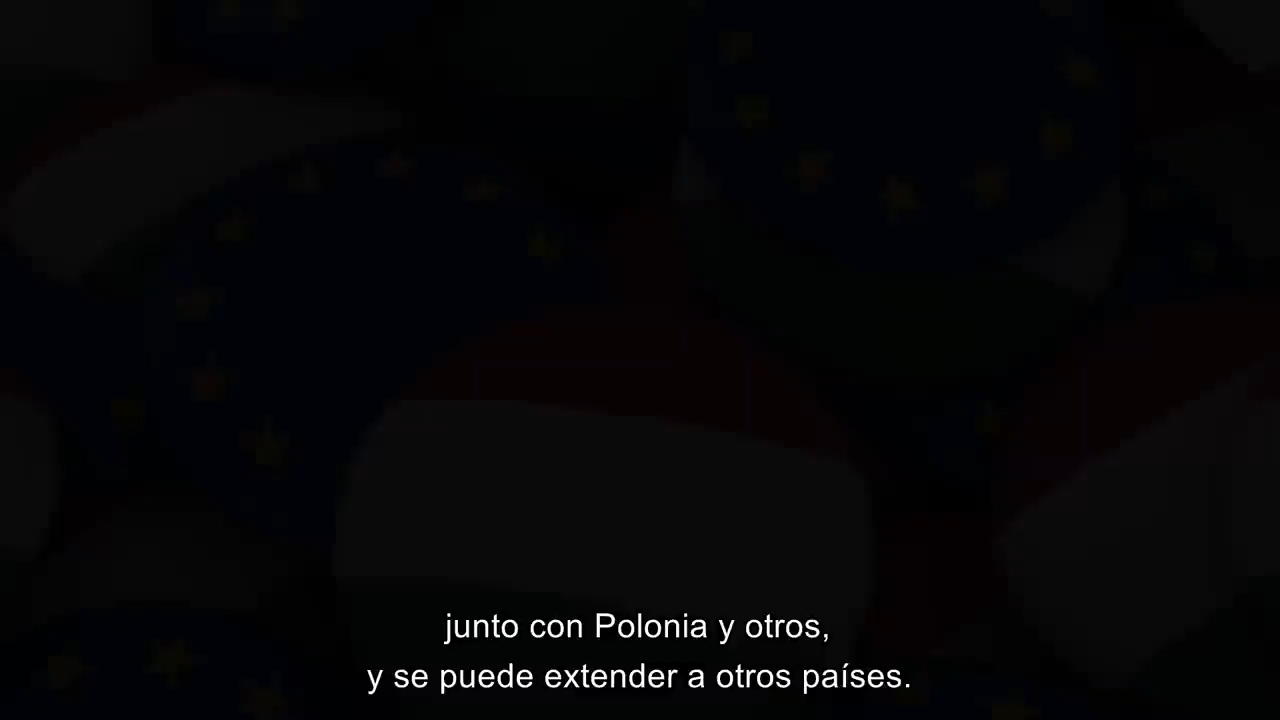 junto con Polonia y otros,
y se puede extender a otros países.